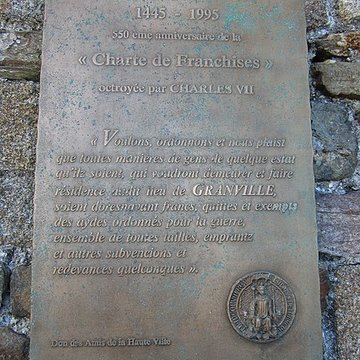 1445 - 1995
550 ème anniversaire de la
« Charte de Franchises »
octroyée par CHARLES VII
« Voulons, ordonnons et nous plaist
que toutes manières de gens de quelque estat
qu'ilz soient, qui voudront demeurer et faire
résidence audit lieu de GRANVILLE,
soient doresnavant francs, quittes et exempts
des aydes ordonnés pour la guerre,
ensemble de toutes tailles, emprunz
et autres subvencions et
redevances quelconques ».
Don des Amis de la Haute Ville